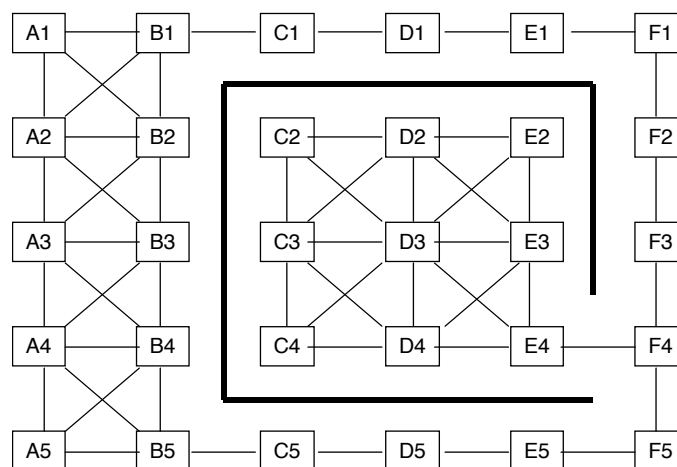 A1 B1 C1 D1 E1 F1
A2 B2 C2 D2 E2 F2
A3 B3 C3 D3 E3 F3
A4 B4 C4 D4 E4 F4
A5 B5 C5 D5 E5 F5